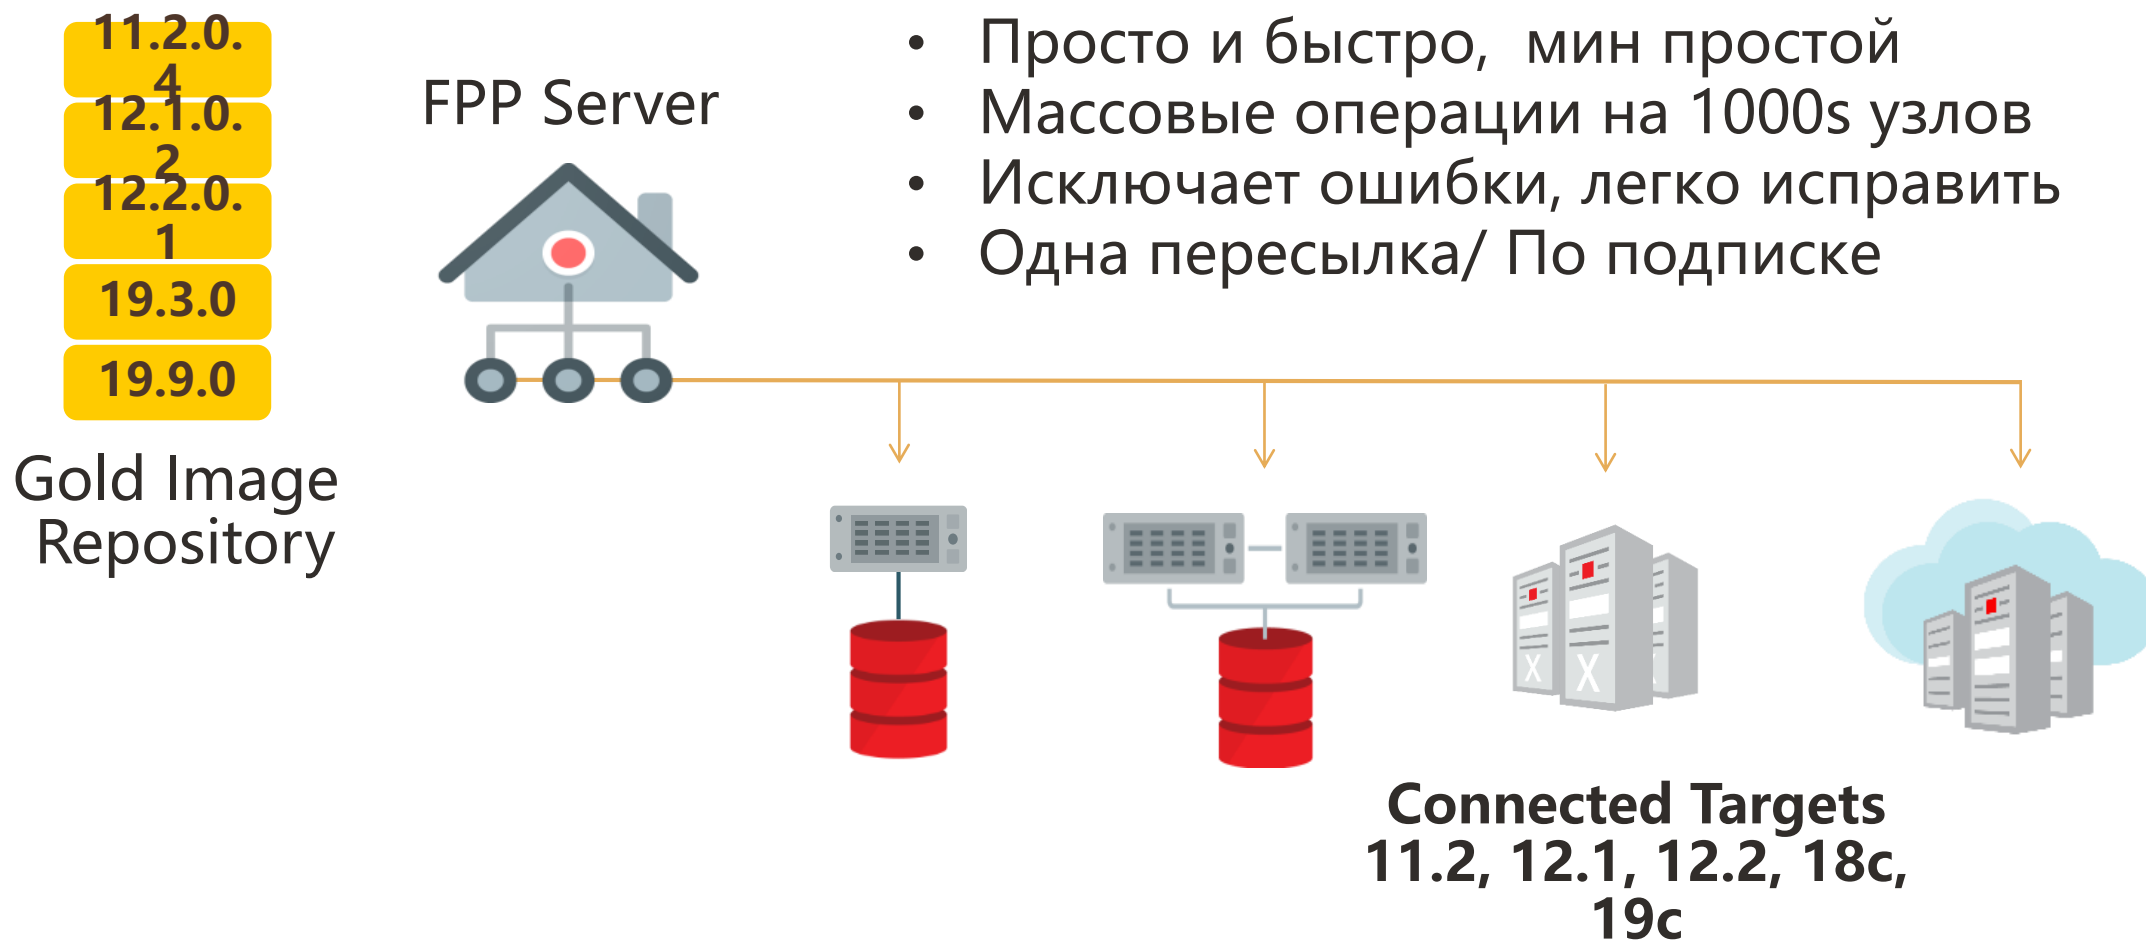 11.2.0.
4
12.1.0.
2
12.2.0.
1
19.3.0
19.9.0
Gold Image
Repository
FPP Server
• Просто и быстро,  мин простой
• Массовые операции на 1000s узлов
• Исключает ошибки, легко исправить
• Одна пересылка/ По подписке
X
X
X
Connected Targets
11.2, 12.1, 12.2, 18c,
19c